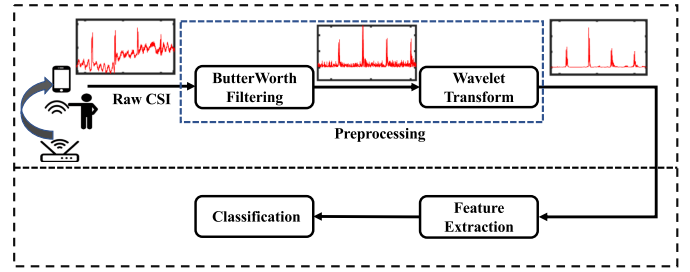 Raw CSI
ButterWorth
Filtering
Wavelet
Transform
Preprocessing
Classification
Feature
Extraction